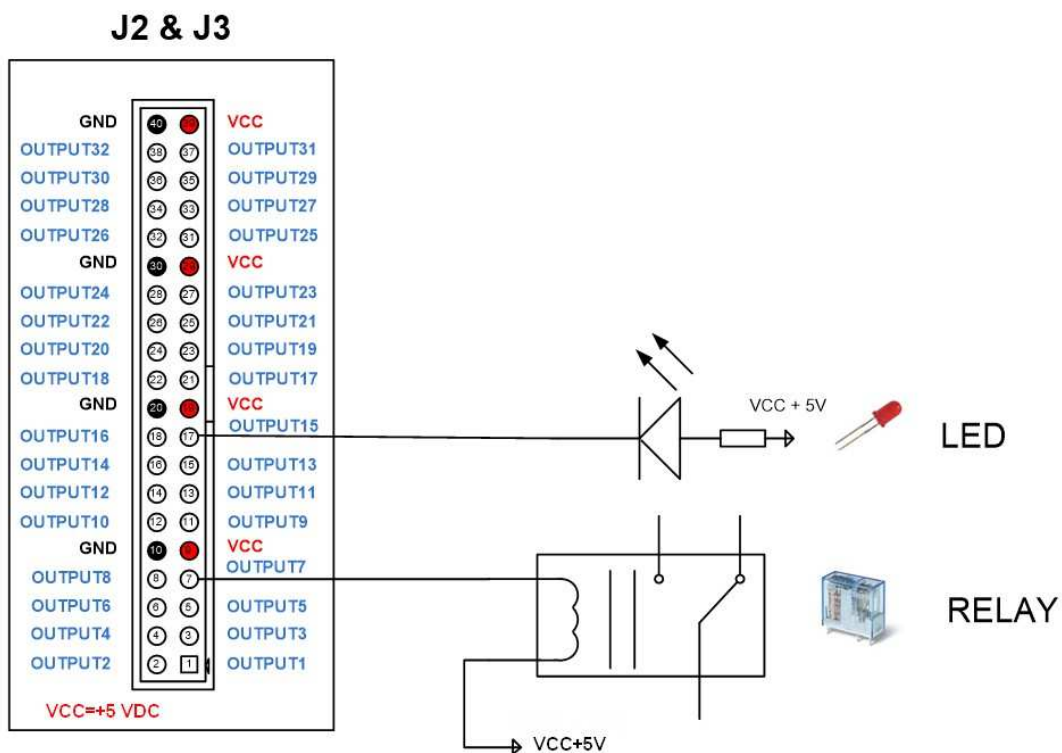 J2 & J3
GND 40 39 VCC
OUTPUT32 38 37 OUTPUT31
OUTPUT30 36 35 OUTPUT29
OUTPUT28 34 33 OUTPUT27
OUTPUT26 32 31 OUTPUT25
GND 30 29 VCC
OUTPUT24 28 27 OUTPUT23
OUTPUT22 26 25 OUTPUT21
OUTPUT20 24 23 OUTPUT19
OUTPUT18 22 21 OUTPUT17
GND 20 19 VCC
OUTPUT16 18 17 OUTPUT15
OUTPUT14 16 15 OUTPUT13
OUTPUT12 14 13 OUTPUT11
OUTPUT10 12 11 OUTPUT9
GND 10 9 VCC
OUTPUT8 8 7 OUTPUT7
OUTPUT6 6 5 OUTPUT5
OUTPUT4 4 3 OUTPUT3
OUTPUT2 2 1 OUTPUT1
VCC=+5 VDC
VCC + 5V
LED
RELAY
VCC+5V